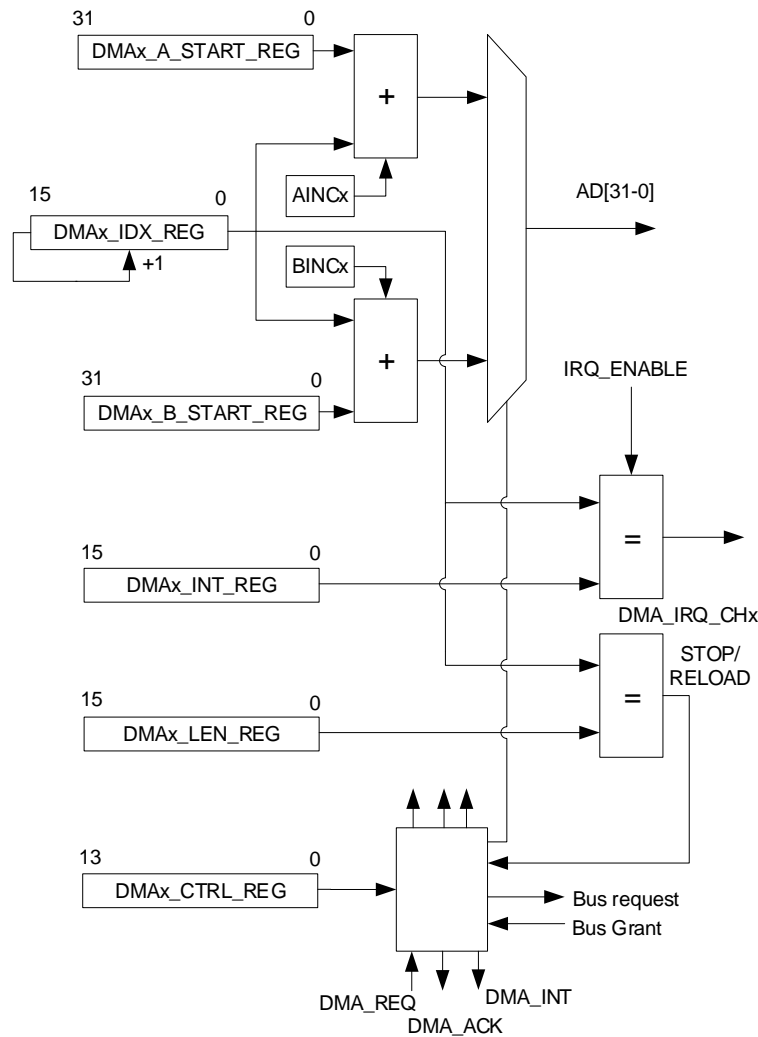 31 0
DMAx_A_START_REG
+
AINCx
15 0
DMAx_IDX_REG
+1
AD[31-0]
BINCx
+
31 0
DMAx_B_START_REG
IRQ_ENABLE
=
15 0
DMAx_INT_REG
DMA_IRQ_CHx
STOP/
RELOAD
=
15 0
DMAx_LEN_REG
13 0
DMAx_CTRL_REG
Bus request
Bus Grant
DMA_REQ
DMA_INT
DMA_ACK